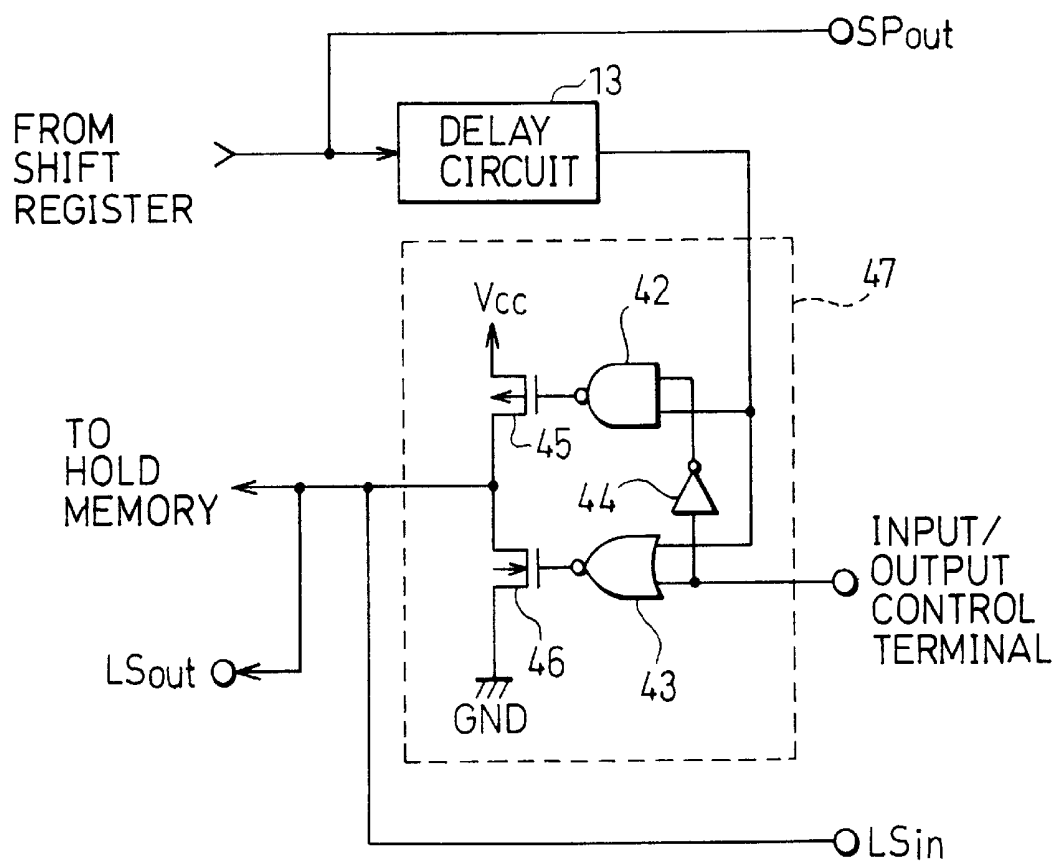 SPout
13
FROM
SHIFT
REGISTER
DELAY
CIRCUIT
47
42
Vcc
45
TO
HOLD
MEMORY
44
INPUT/
OUTPUT
CONTROL
TERMINAL
46
43
LSout
GND
LSin